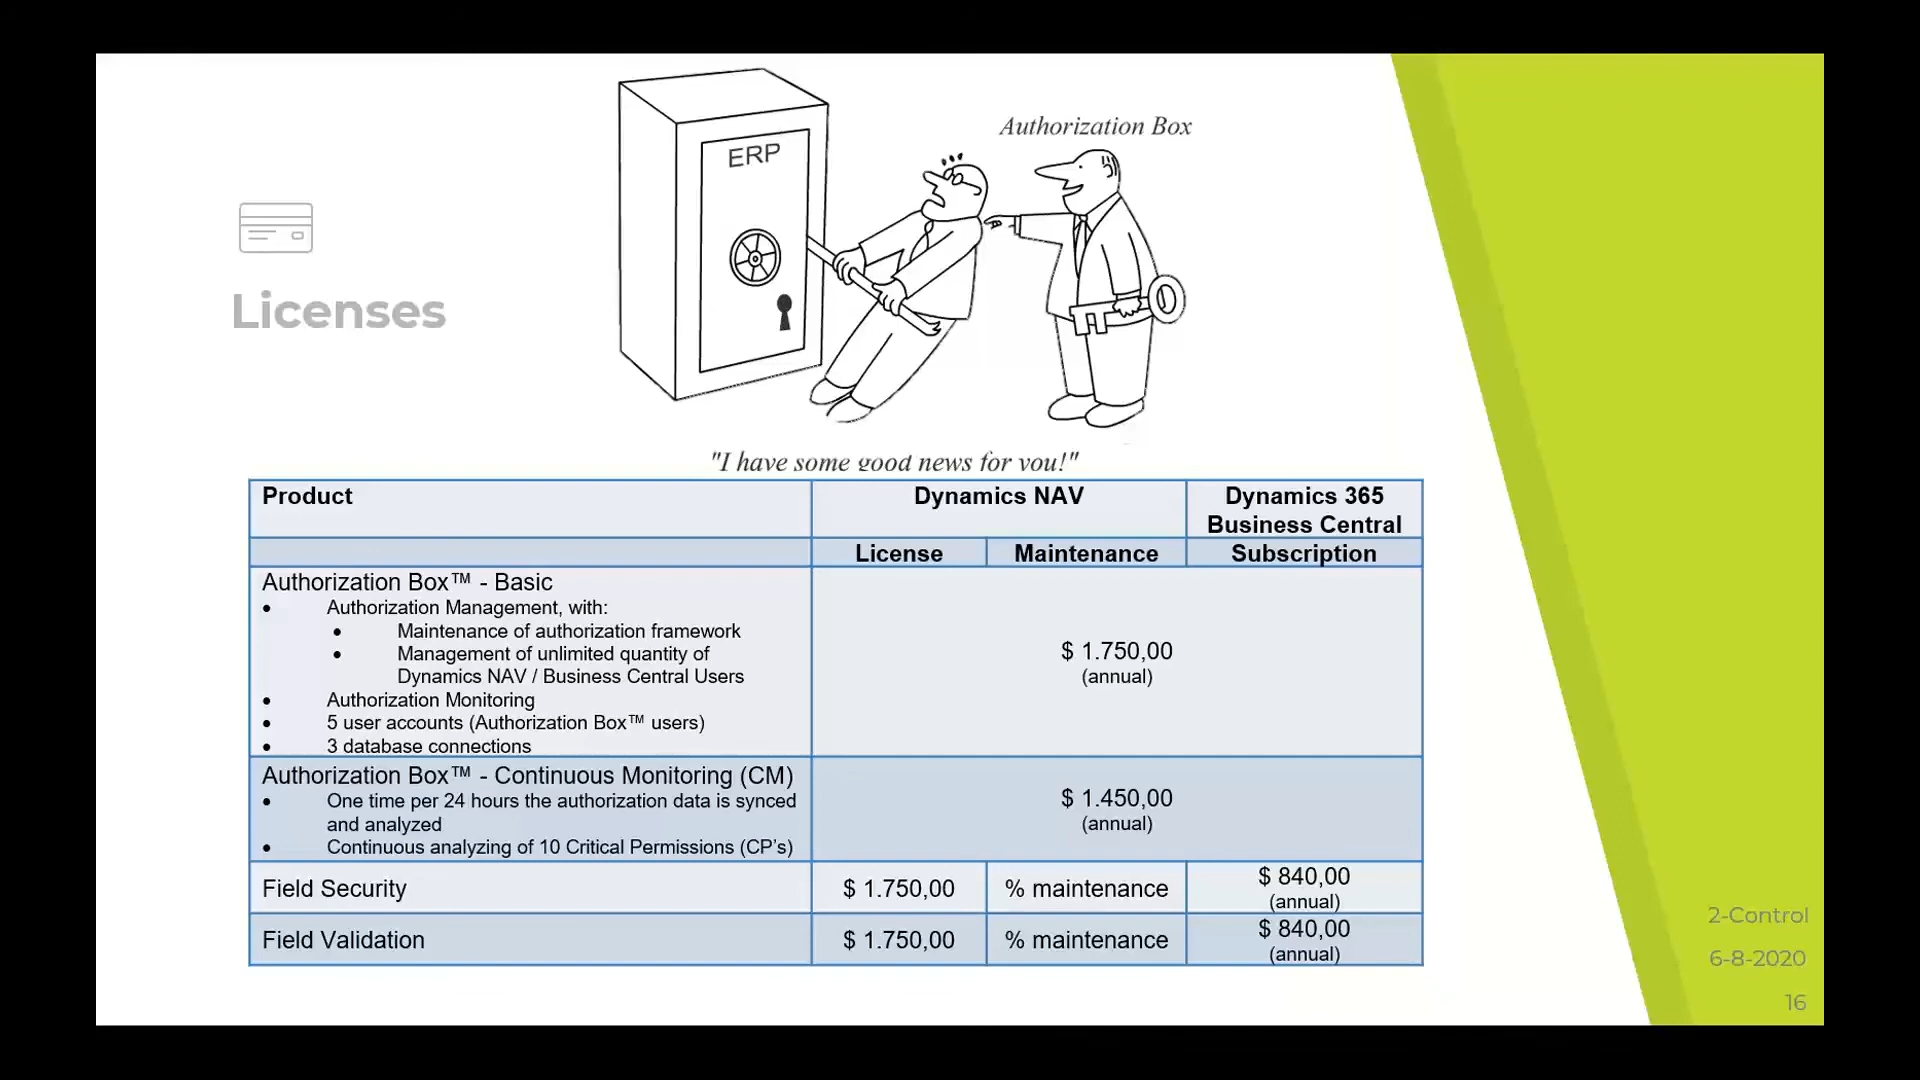 Authorization Box
ERP
Licenses
"I have some good news for you!"
Product
Dynamics NAV
Dynamics 365
Business Central
License
Maintenance
Subscription
Authorization Box™ - Basic
• Authorization Management, with:
• Maintenance of authorization framework
• Management of unlimited quantity of
Dynamics NAV / Business Central Users
• Authorization Monitoring
• 5 user accounts (Authorization Box™ users)
• 3 database connections
$ 1.750,00
(annual)
Authorization Box™ - Continuous Monitoring (CM)
• One time per 24 hours the authorization data is synced
and analyzed
• Continuous analyzing of 10 Critical Permissions (CP's)
$ 1.450,00
(annual)
Field Security
$ 1.750,00
% maintenance
$ 840,00
(annual)
Field Validation
$ 1.750,00
% maintenance
$ 840,00
(annual)
2-Control
6-8-2020
16